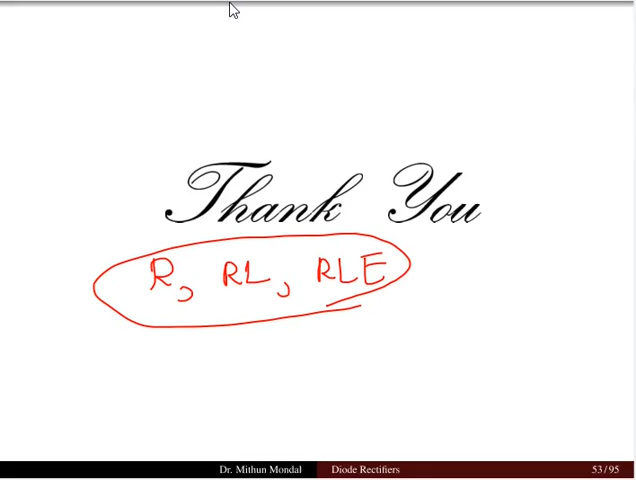 Thank You
R, RL, RLE
Dr. Mithun Mondal Diode Rectifiers 53/95